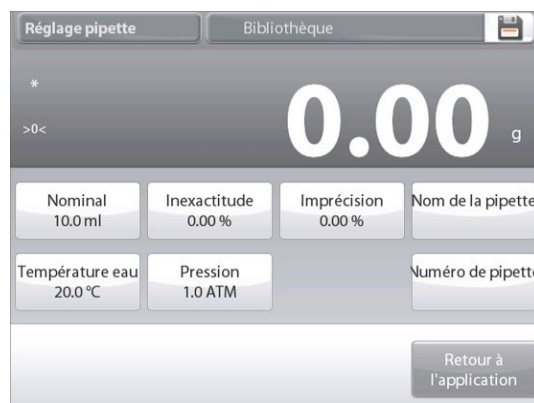 Réglage pipette
Bibliothèque
*
>0<
0.00 g
Nominal
10.0 ml
Inexactitude
0.00 %
Imprécision
0.00 %
Nom de la pipette
Température eau
20.0 °C
Pression
1.0 ATM
Numéro de pipette
Retour à
l'application